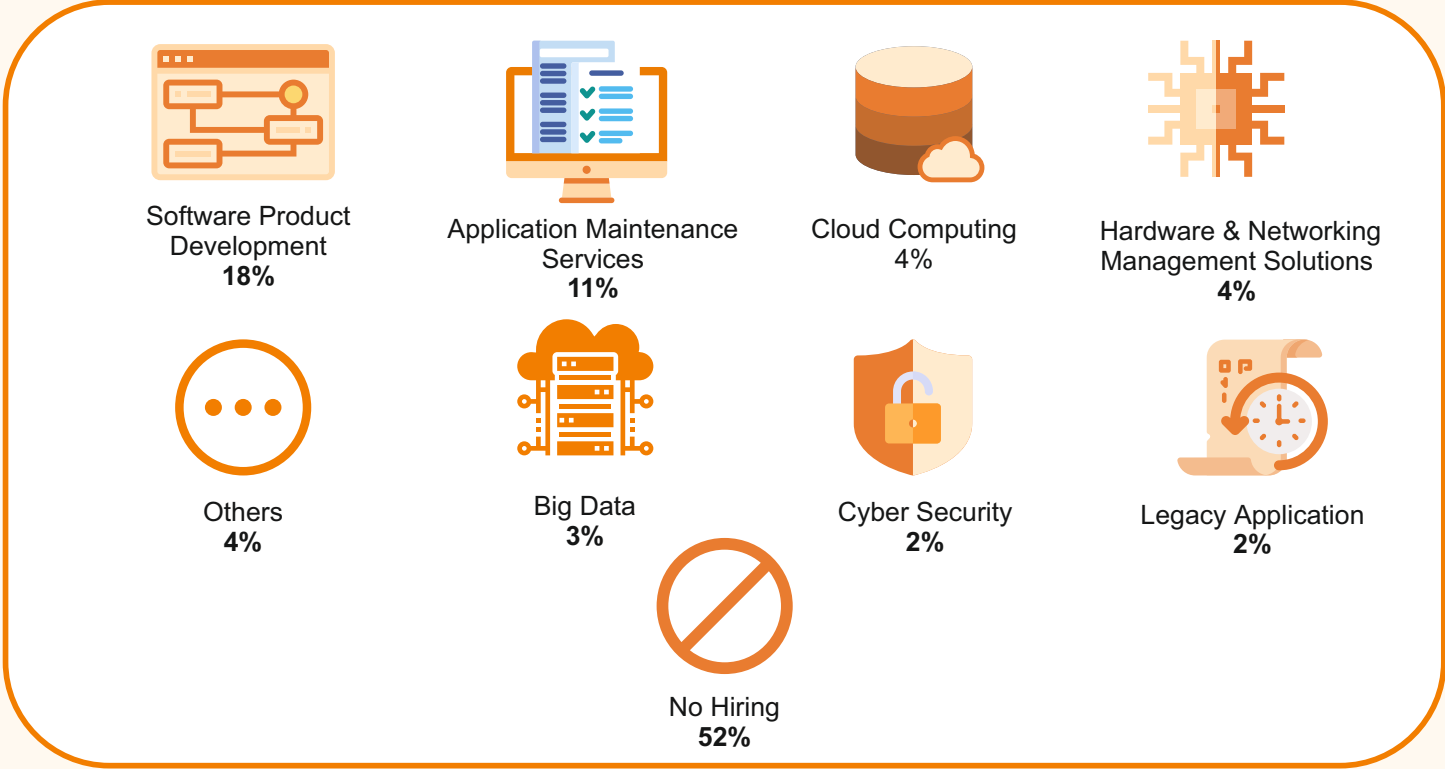 Software Product
Development
18%
Application Maintenance
Services
11%
Cloud Computing
4%
Hardware & Networking
Management Solutions
4%
Others
4%
Big Data
3%
Cyber Security
2%
Legacy Application
2%
No Hiring
52%